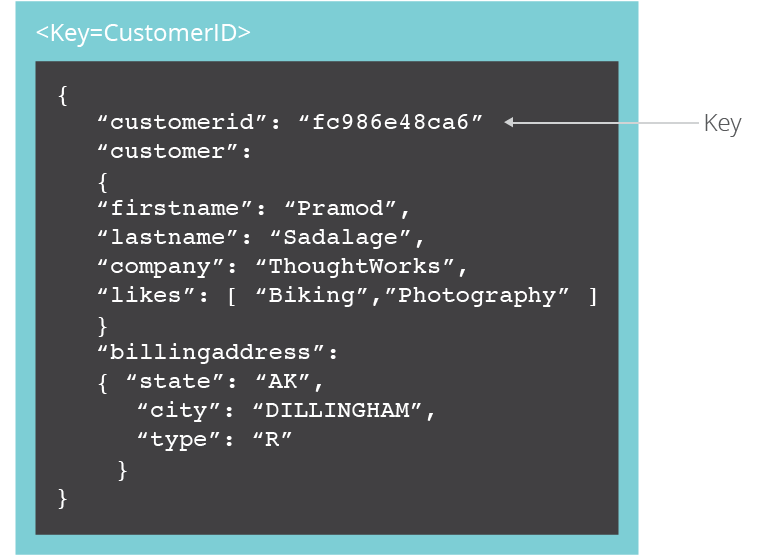 <Key=CustomerID>
{
“customerid”: “fc986e48ca6” Key
“customer”:
{
“firstname”: “Pramod”,
“lastname”: “Sadalage”,
“company”: “ThoughtWorks”,
“likes”: [ “Biking”,”Photography” ]
}
“billingaddress”:
{ “state”: “AK”,
“city”: “DILLINGHAM”,
“type”: “R”
}
}